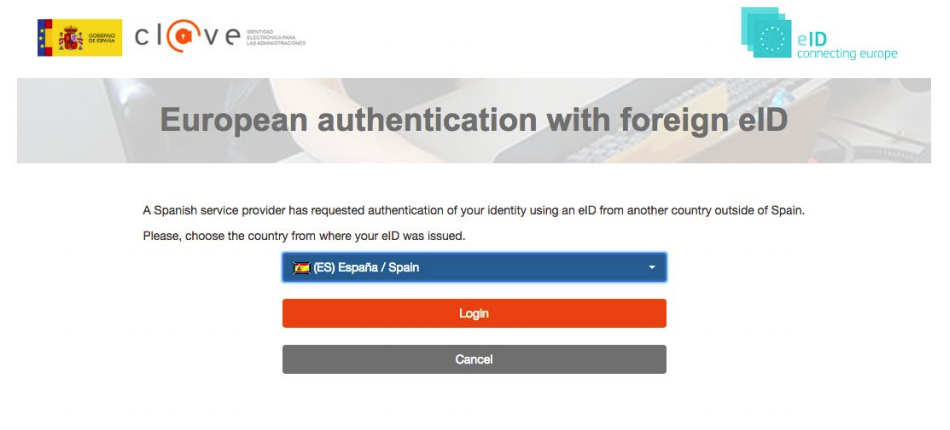 GOBIERNO
DE ESPAÑA
cl@ve
IDENTIDAD
ELECTRÓNICA PARA
LAS ADMINISTRACIONES
eID
connecting europe
European authentication with foreign eID
A Spanish service provider has requested authentication of your identity using an eID from another country outside of Spain.
Please, choose the country from where your eID was issued.
(ES) España / Spain
Login
Cancel